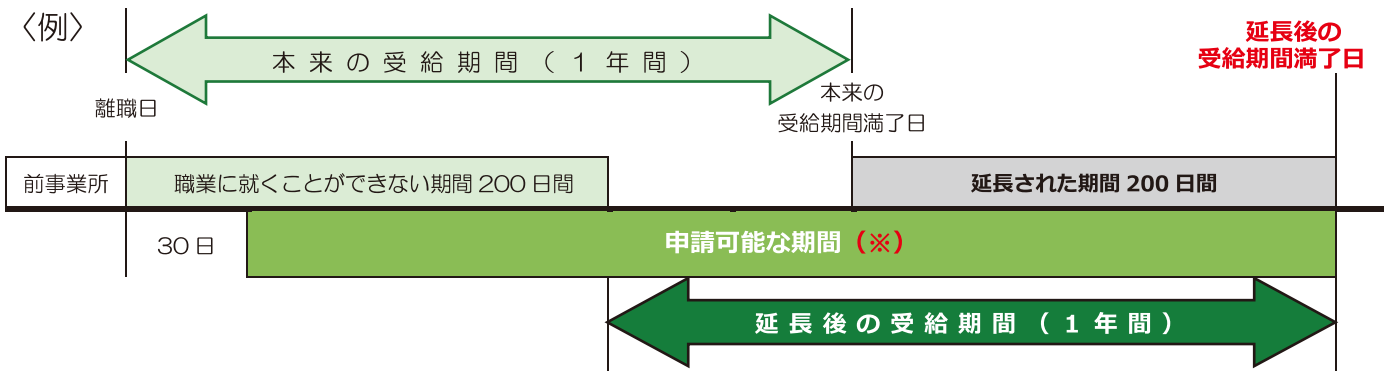 〈例〉
本来の受給期間（１年間）
延長後の
受給期間満了日
離職日
本来の
受給期間満了日
前事業所
職業に就くことができない期間 200 日間
延長された期間 200 日間
30 日
申請可能な期間（※）
延長後の受給期間（１年間）